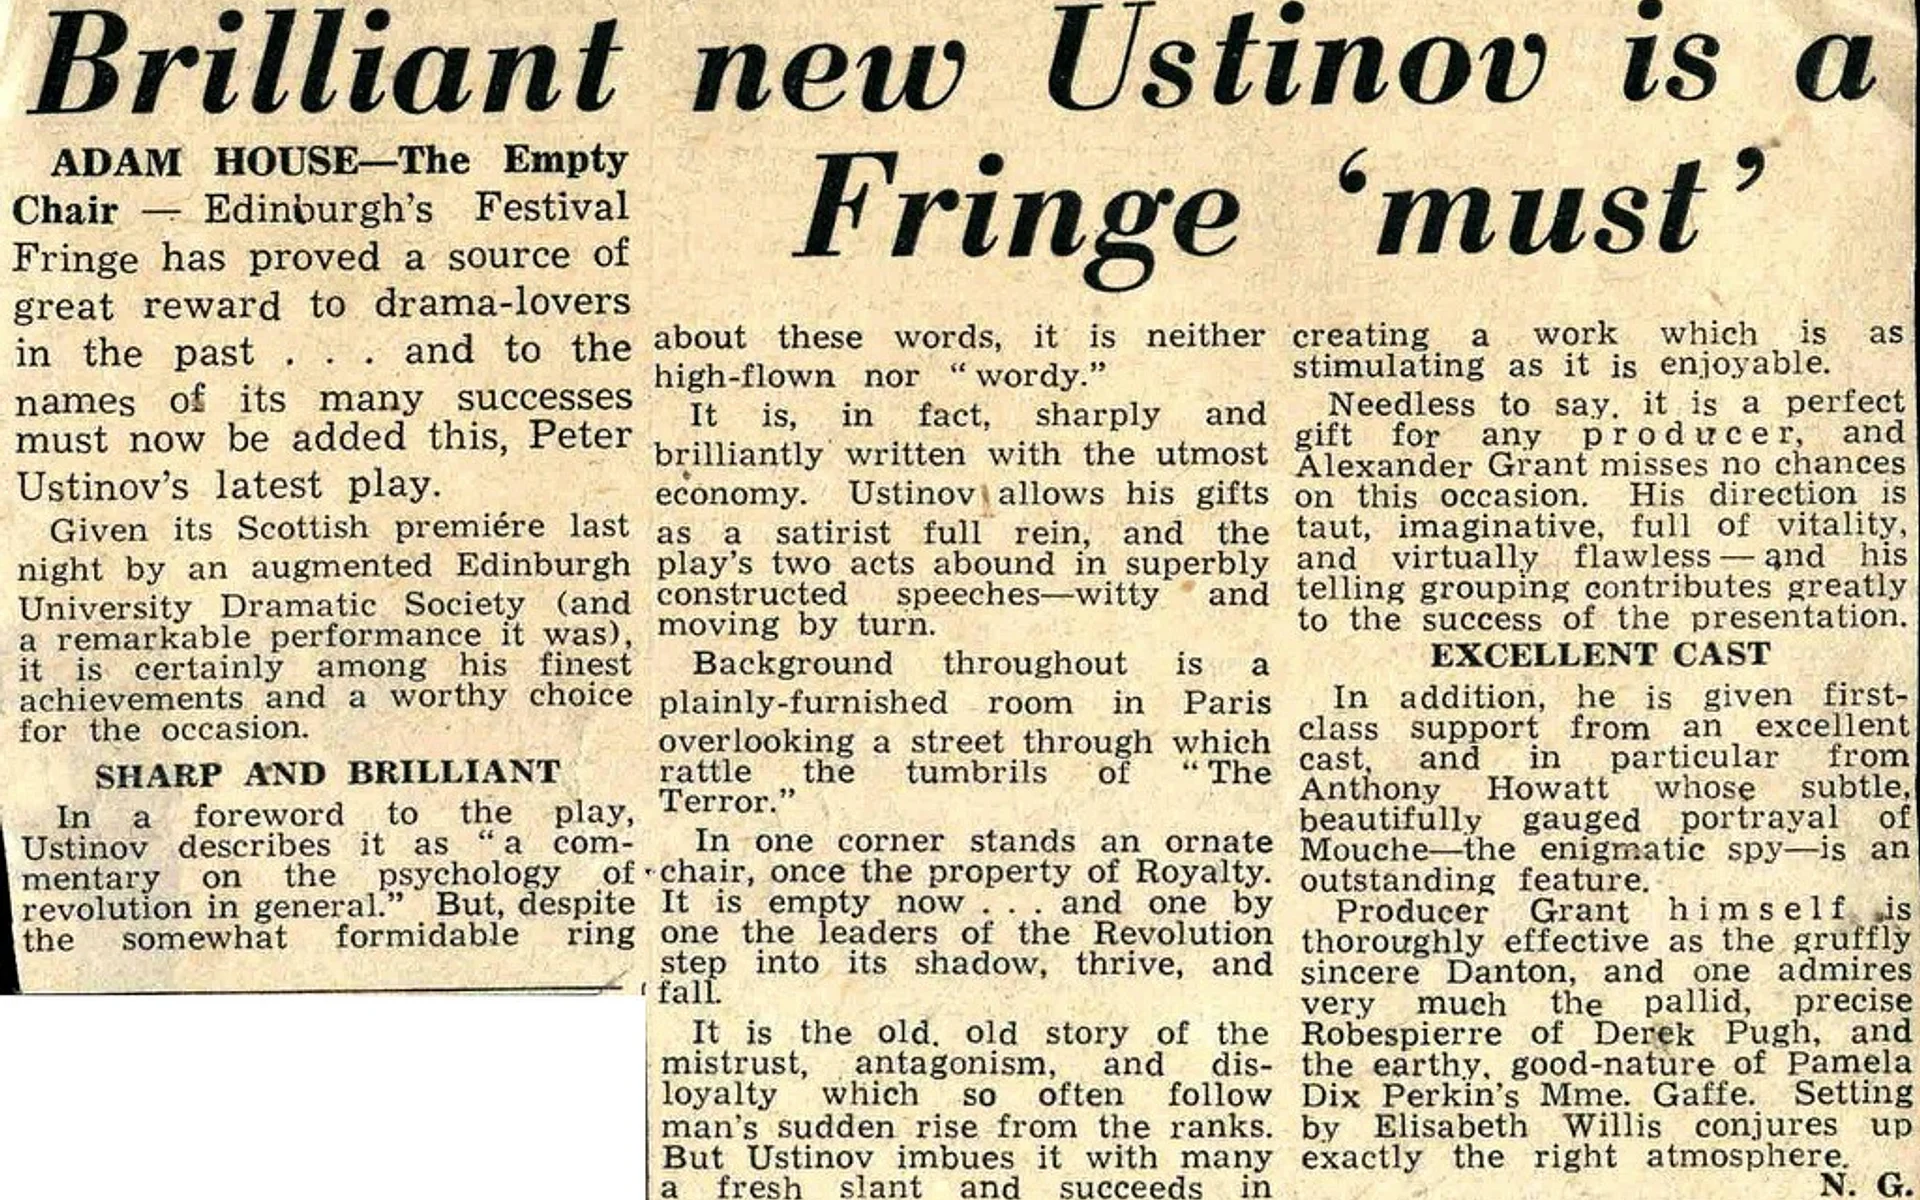 Brilliant new Ustinov is a
Fringe ‘must’
ADAM HOUSE—The Empty
Chair — Edinburgh's Festival
Fringe has proved a source of
great reward to drama-lovers
in the past . . . and to the
names of its many successes
must now be added this, Peter
Ustinov's latest play.
Given its Scottish premiére last
night by an augmented Edinburgh
University Dramatic Society (and
a remarkable performance it was),
it is certainly among his finest
achievements and a worthy choice
for the occasion.
SHARP AND BRILLIANT
In a foreword to the play,
Ustinov describes it as “a com-
mentary on the psychology of
revolution in general.” But, despite
the somewhat formidable ring
about these words, it is neither
high-flown nor “wordy.”
It is, in fact, sharply and
brilliantly written with the utmost
economy. Ustinov allows his gifts
as a satirist full rein, and the
play's two acts abound in superbly
constructed speeches—witty and
moving by turn.
Background throughout is a
plainly-furnished room in Paris
overlooking a street through which
rattle the tumbrils of “The
Terror.”
In one corner stands an ornate
chair, once the property of Royalty.
It is empty now . . . and one by
one the leaders of the Revolution
step into its shadow, thrive, and
fall.
It is the old, old story of the
mistrust, antagonism, and dis-
loyalty which so often follow
man's sudden rise from the ranks.
But Ustinov imbues it with many
a fresh slant and succeeds in
creating a work which is as
stimulating as it is enjoyable.
Needless to say, it is a perfect
gift for any producer, and
Alexander Grant misses no chances
on this occasion. His direction is
taut, imaginative, full of vitality,
and virtually flawless — and his
telling grouping contributes greatly
to the success of the presentation.
EXCELLENT CAST
In addition, he is given first-
class support from an excellent
cast, and in particular from
Anthony Howatt whose subtle,
beautifully gauged portrayal of
Mouche—the enigmatic spy—is an
outstanding feature.
Producer Grant himself is
thoroughly effective as the gruffly
sincere Danton, and one admires
very much the pallid, precise
Robespierre of Derek Pugh, and
the earthy, good-nature of Pamela
Dix Perkin's Mme. Gaffe. Setting
by Elisabeth Willis conjures up
exactly the right atmosphere.
N. G.